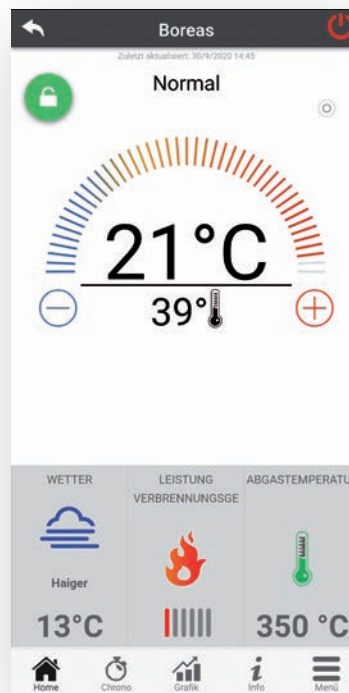 Boreas
Zuletzt aktualisiert: 30/9/2020 14:45
Normal
21°C
39°
WETTER
LEISTUNG
VERBRENNUNGSGE
ABGASTEMPERATU
Haiger
13°C
350 °C
Home
Chrono
Grafik
Info
Menü